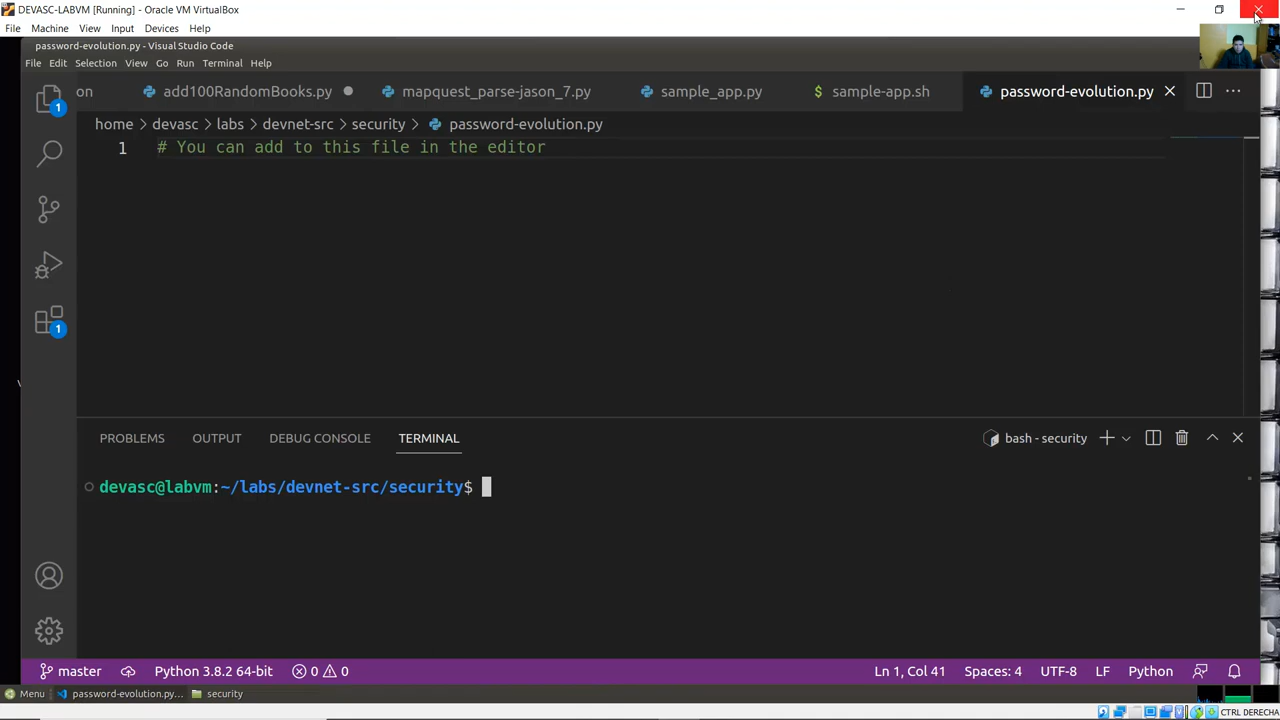 DEVASC-LABVM [Running] - Oracle VM VirtualBox
File Machine View Input Devices Help
password-evolution.py - Visual Studio Code
File Edit Selection View Go Run Terminal Help
on add100RandomBooks.py mapquest_parse-jason_7.py sample_app.py $ sample-app.sh password-evolution.py
home > devasc > labs > devnet-src > security > password-evolution.py
1 # You can add to this file in the editor
1
1
PROBLEMS OUTPUT DEBUG CONSOLE TERMINAL bash - security
devasc@labvm:~/labs/devnet-src/security$
master Python 3.8.2 64-bit 0 0 Ln 1, Col 41 Spaces: 4 UTF-8 LF Python
Menu password-evolution.py... security
CTRL DERECHA